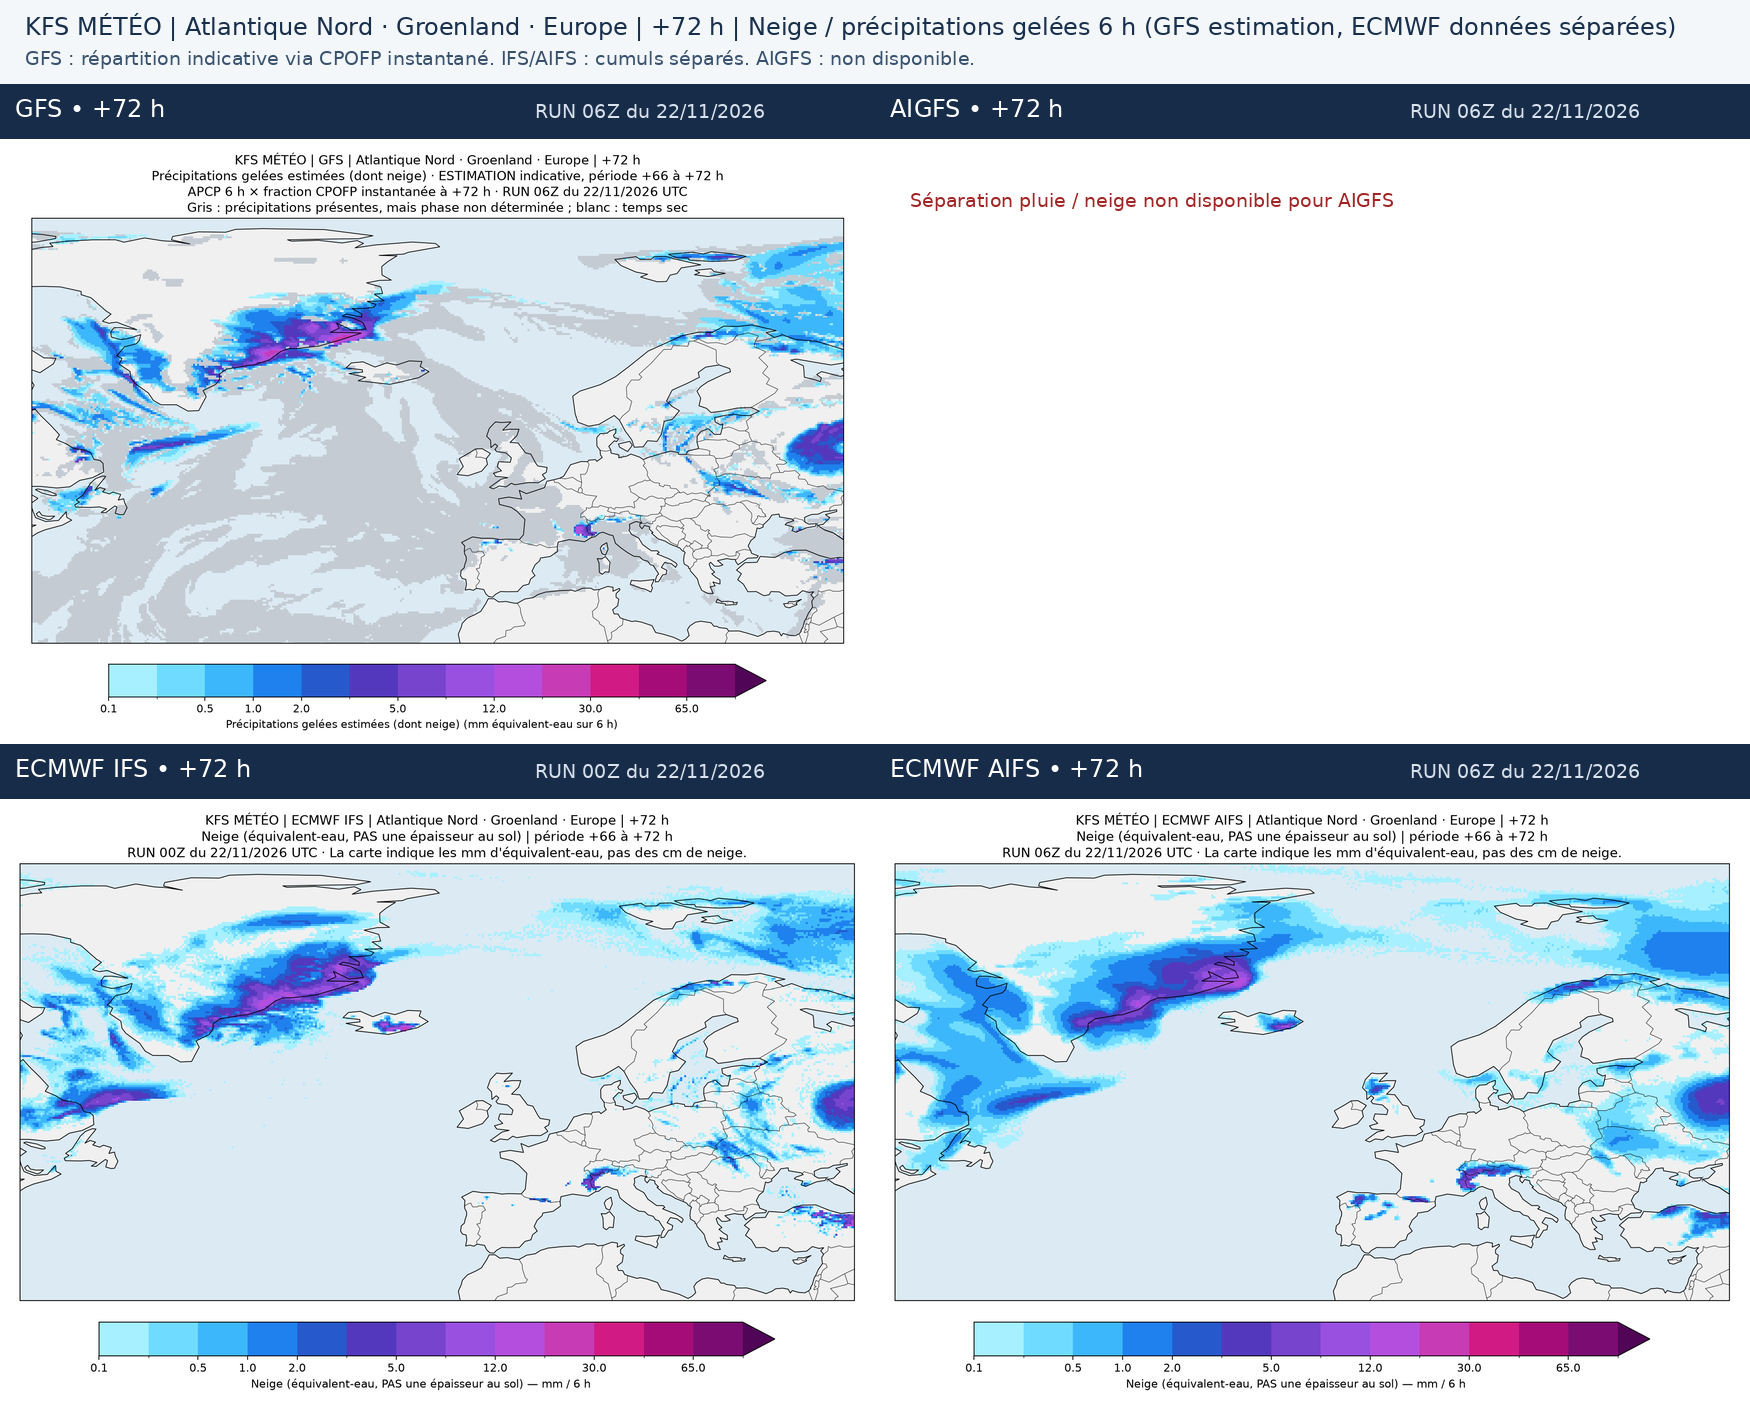 KFS MÉTÉO | Atlantique Nord · Groenland · Europe | +72 h | Neige / précipitations gelées 6 h (GFS estimation, ECMWF données séparées)
GFS : répartition indicative via CPOFP instantané. IFS/AIFS : cumuls séparés. AIGFS : non disponible.
GFS • +72 h
RUN 06Z du 22/11/2026
AIGFS • +72 h
RUN 06Z du 22/11/2026
KFS MÉTÉO | GFS | Atlantique Nord · Groenland · Europe | +72 h
Précipitations gelées estimées (dont neige) · ESTIMATION indicative, période +66 à +72 h
APCP 6 h × fraction CPOFP instantanée à +72 h · RUN 06Z du 22/11/2026 UTC
Gris : précipitations présentes, mais phase non déterminée ; blanc : temps sec
Séparation pluie / neige non disponible pour AIGFS
0.1 0.5 1.0 2.0 5.0 12.0 30.0 65.0
Précipitations gelées estimées (dont neige) (mm équivalent-eau sur 6 h)
ECMWF IFS • +72 h
RUN 00Z du 22/11/2026
ECMWF AIFS • +72 h
RUN 06Z du 22/11/2026
KFS MÉTÉO | ECMWF IFS | Atlantique Nord · Groenland · Europe | +72 h
Neige (équivalent-eau, PAS une épaisseur au sol) | période +66 à +72 h
RUN 00Z du 22/11/2026 UTC · La carte indique les mm d'équivalent-eau, pas des cm de neige.
KFS MÉTÉO | ECMWF AIFS | Atlantique Nord · Groenland · Europe | +72 h
Neige (équivalent-eau, PAS une épaisseur au sol) | période +66 à +72 h
RUN 06Z du 22/11/2026 UTC · La carte indique les mm d'équivalent-eau, pas des cm de neige.
0.1 0.5 1.0 2.0 5.0 12.0 30.0 65.0
Neige (équivalent-eau, PAS une épaisseur au sol) — mm / 6 h
0.1 0.5 1.0 2.0 5.0 12.0 30.0 65.0
Neige (équivalent-eau, PAS une épaisseur au sol) — mm / 6 h